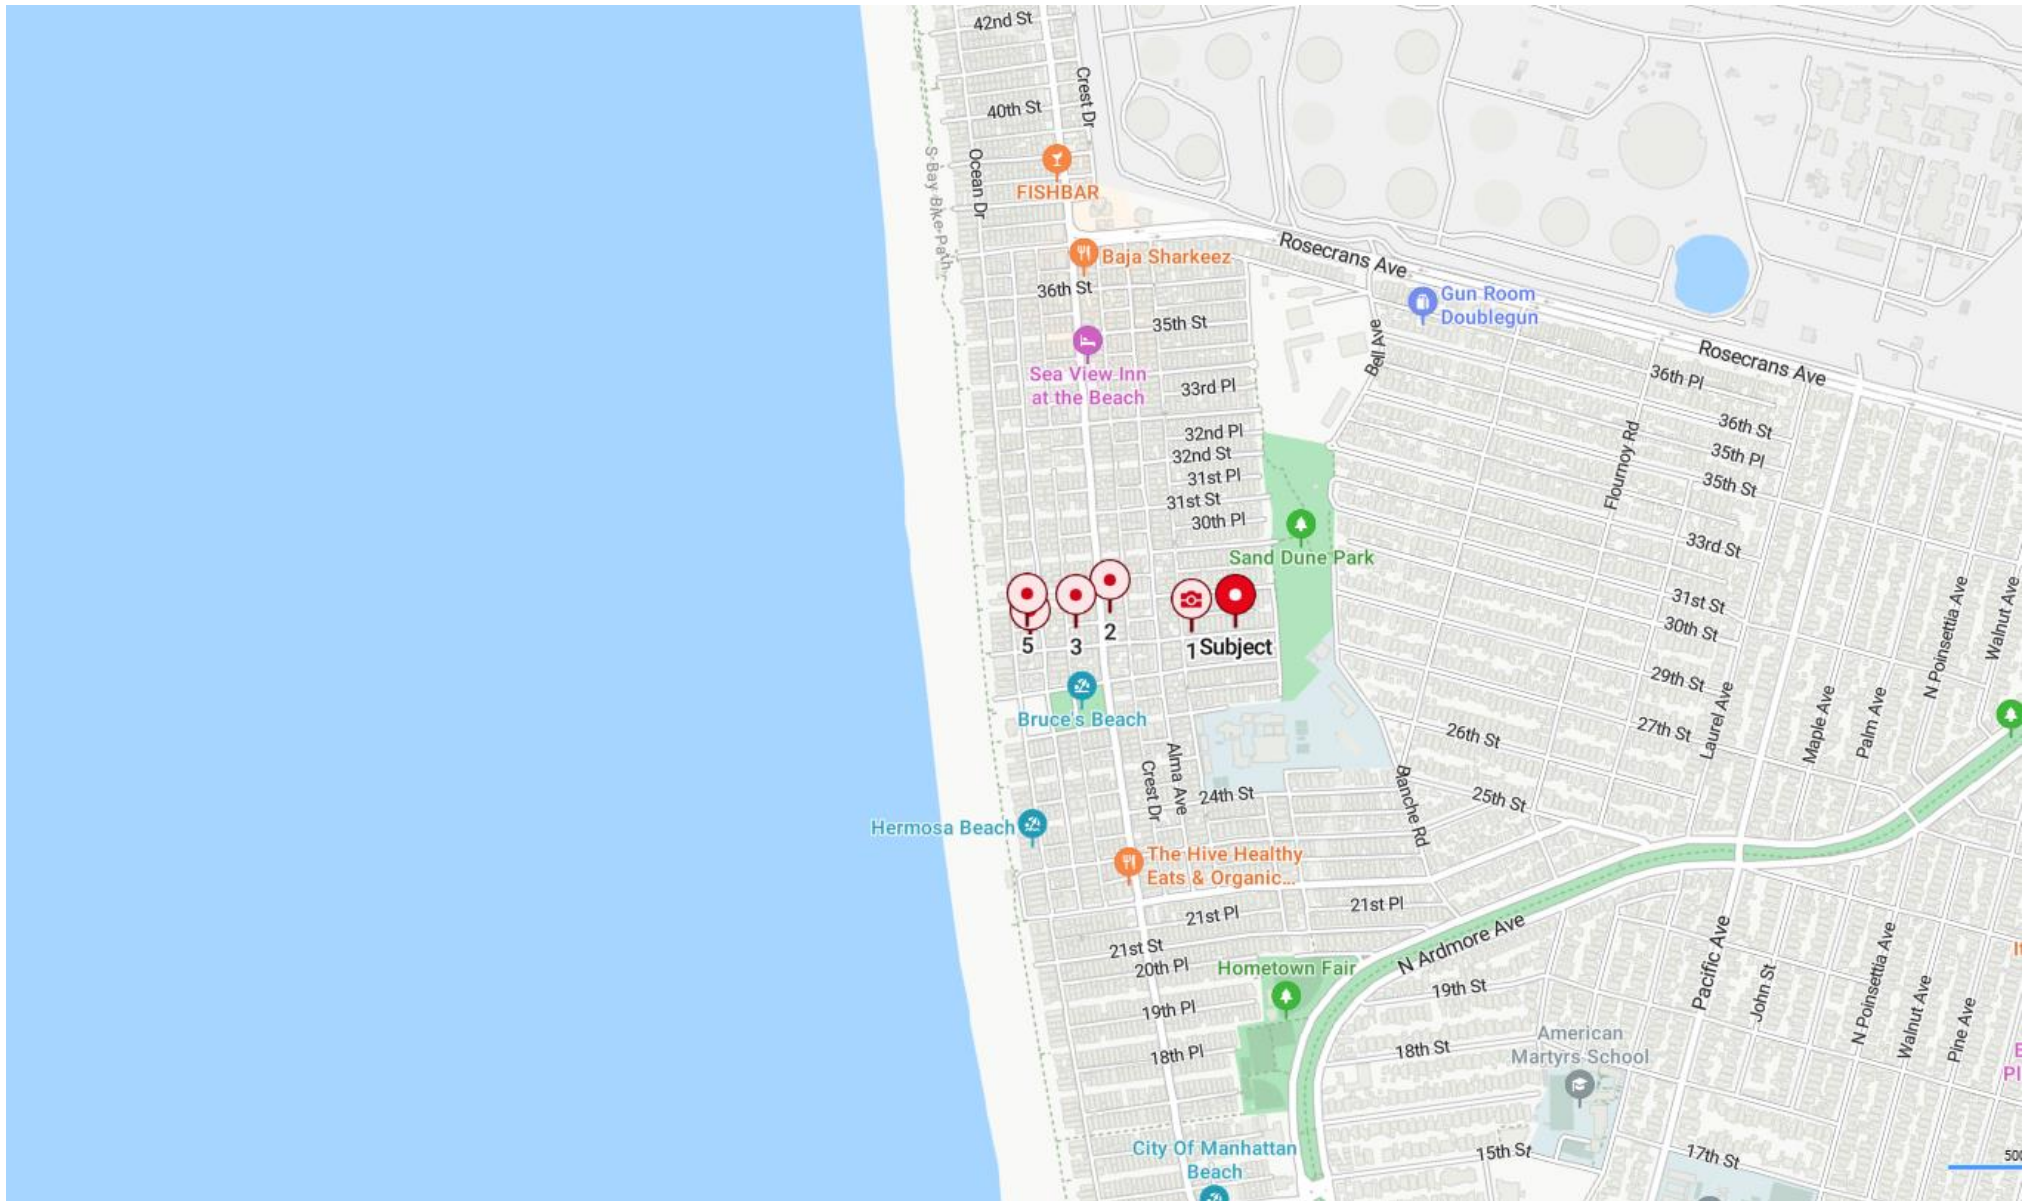 42nd St
Crest Dr
40th St
S Bay Bike Path
Ocean Dr
FISHBAR
Rosecrans Ave
Baja Sharkeez
36th St
Gun Room
Doublegun
35th St
Bell Ave
Rosecrans Ave
Sea View Inn
at the Beach
33rd Pl
36th Pl
36th St
32nd Pl
32nd St
35th Pl
Flournoy Rd
31st Pl
35th St
31st St
30th Pl
33rd St
Sand Dune Park
N Poinsettia Ave
Walnut Ave
31st St
30th St
2
5
3
1
Subject
29th St
Laurel Ave
Maple Ave
Palm Ave
Bruce's Beach
27th St
26th St
Alma Ave
Crest Dr
Blanche Rd
24th St
25th St
Hermosa Beach
The Hive Healthy
Eats & Organic...
21st Pl
21st Pl
21st St
N Ardmore Ave
Pacific Ave
20th Pl
Hometown Fair
John St
N Poinsettia Ave
19th St
19th Pl
Walnut Ave
Pine Ave
American
Martyrs School
18th Pl
18th St
City Of Manhattan
Beach
15th St
17th St